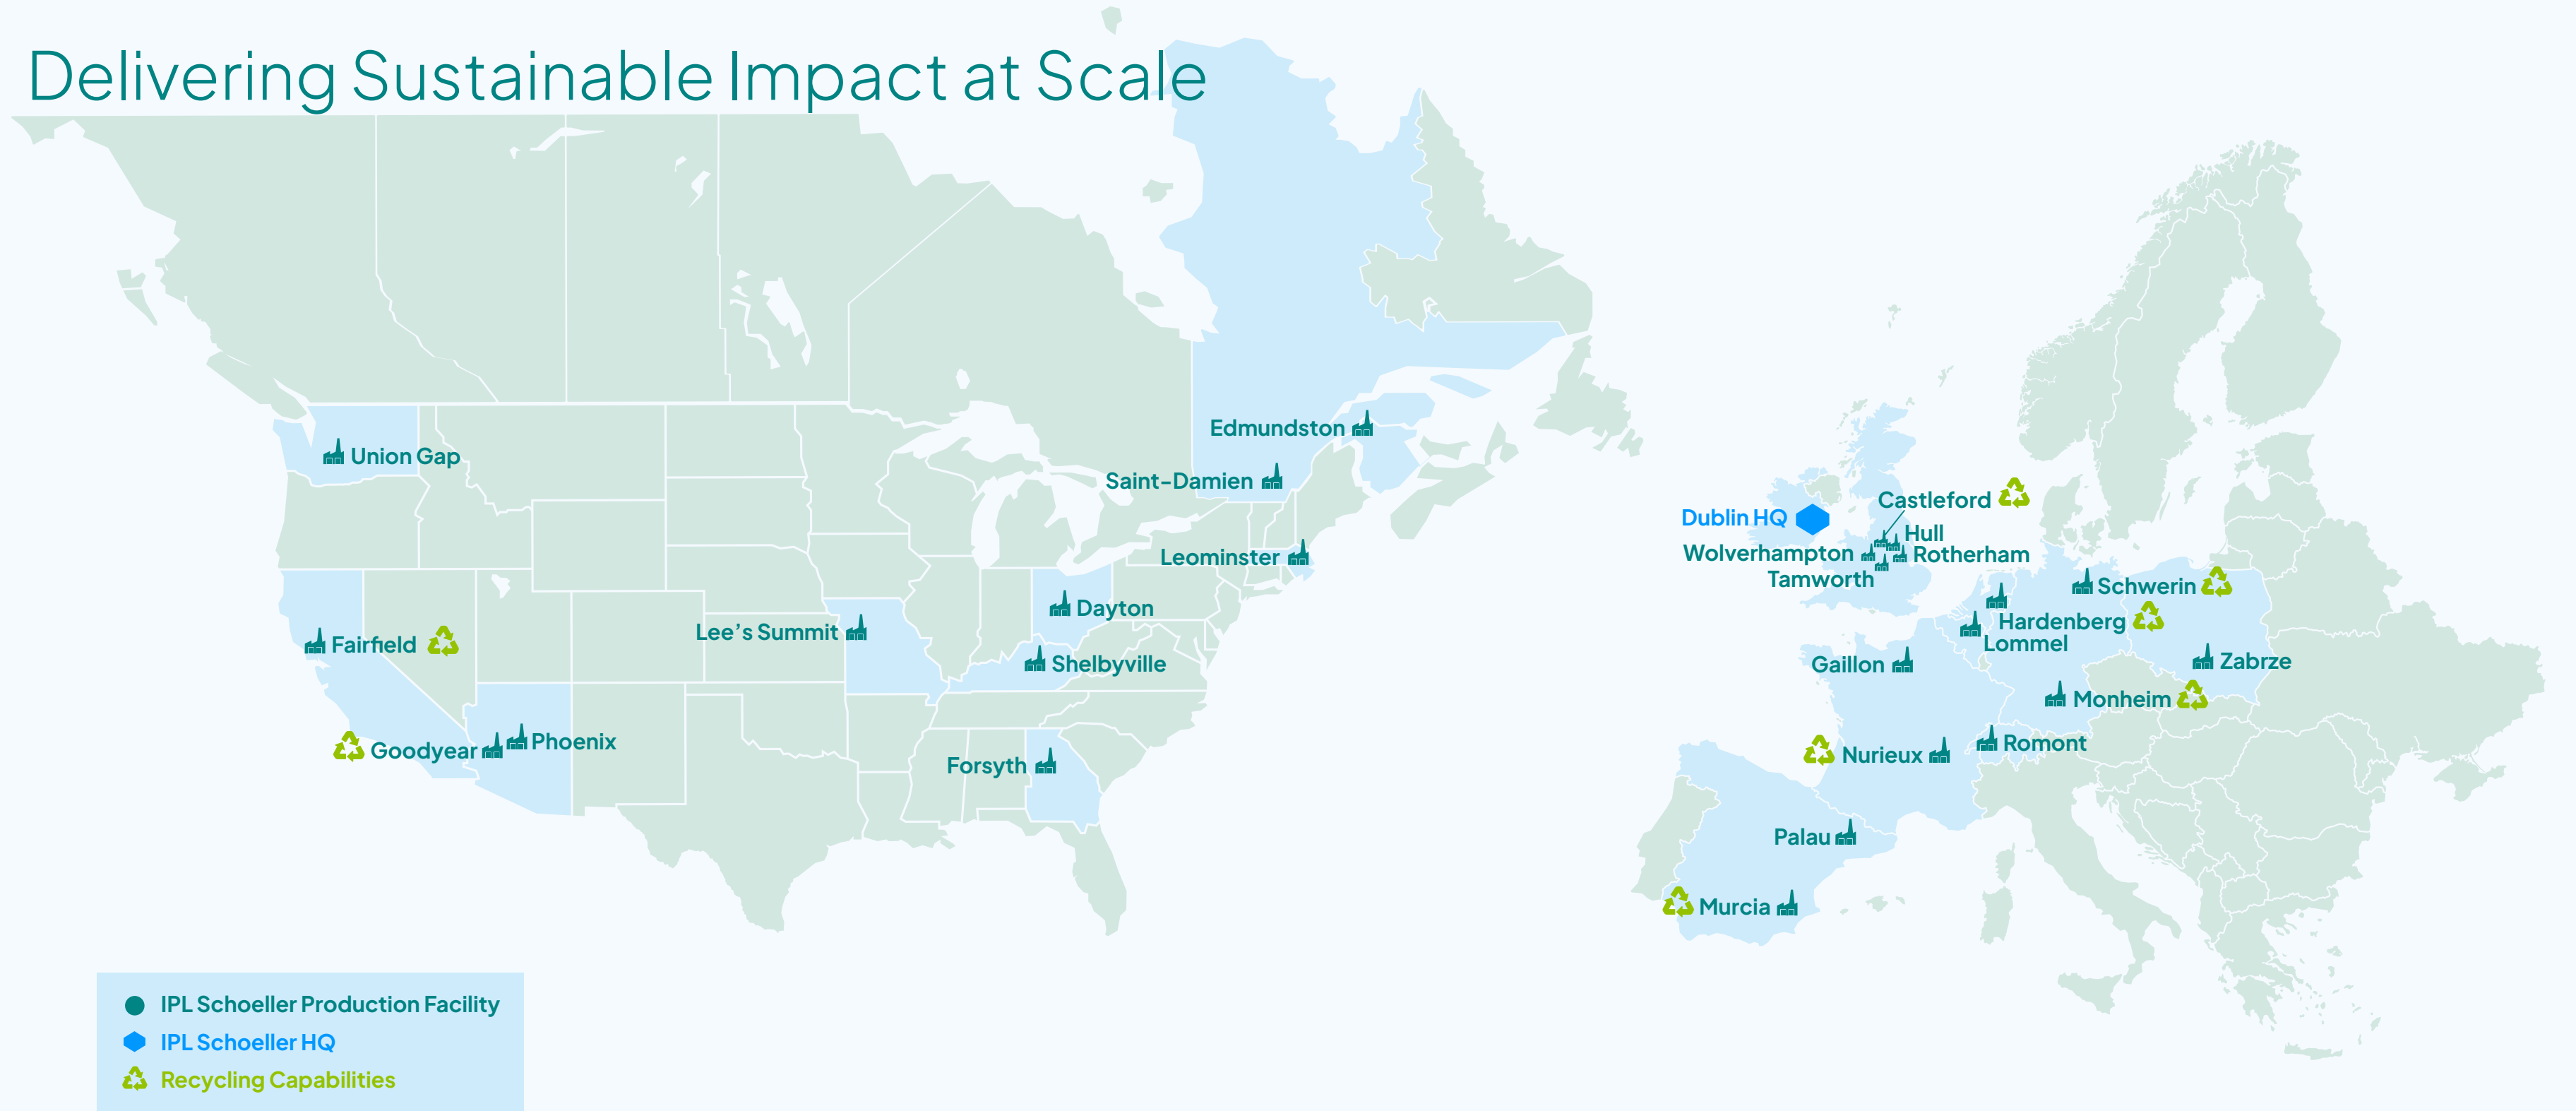 Delivering Sustainable Impact at Scale
Edmundston
Union Gap
Saint-Damien
Leominster
Dayton
Lee's Summit
Fairfield
Shelbyville
Phoenix
Goodyear
Forsyth
Castleford
Dublin HQ
Hull
Wolverhampton
Rotherham
Tamworth
Schwerin
Hardenberg
Lommel
Gaillon
Zabrze
Monheim
Romont
Nurieux
Palau
Murcia
IPL Schoeller Production Facility
IPL Schoeller HQ
Recycling Capabilities